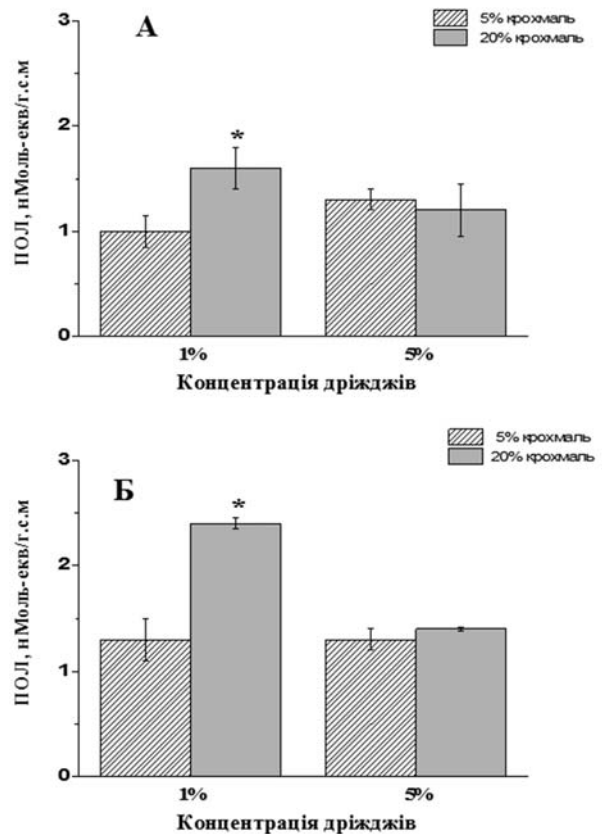 А
5% крохмаль
20% крохмаль
ПОЛ, нМоль-екв/г.с.м
3
2
1
0
*
1%
5%
Концентрація дріжджів
Б
5% крохмаль
20% крохмаль
ПОЛ, нМоль-екв/г.с.м
3
2
1
0
*
1%
5%
Концентрація дріжджів